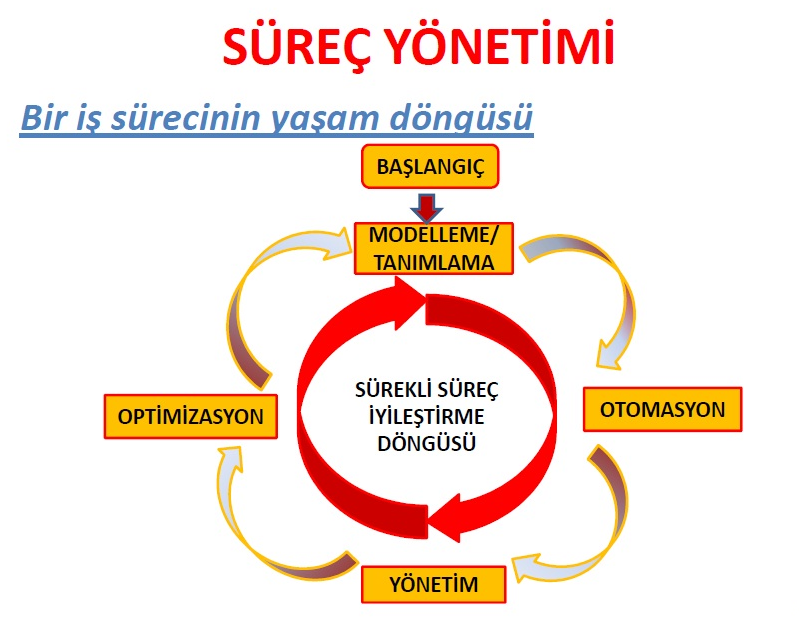 SÜREÇ YÖNETİMİ
Bir iş sürecinin yaşam döngüsü
BAŞLANGIÇ
MODELLEME/
TANIMLAMA
SÜREKLİ SÜREÇ
İYİLEŞTİRME
DÖNGÜSÜ
OPTİMİZASYON
OTOMASYON
YÖNETİM